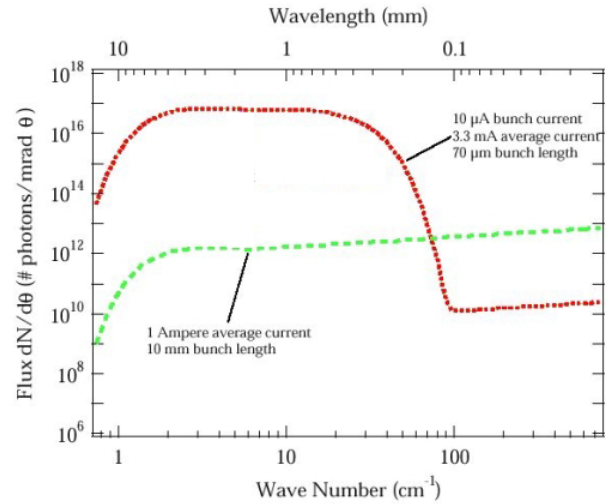 Wavelength (mm)
10 1 0.1
10^18
10^16
10^14
10^12
10^10
10^8
10^6
Flux dN/dθ (# photons/mrad θ)
10 µA bunch current
3.3 mA average current
70 µm bunch length
1 Ampere average current
10 mm bunch length
1 10 100
Wave Number (cm^-1)